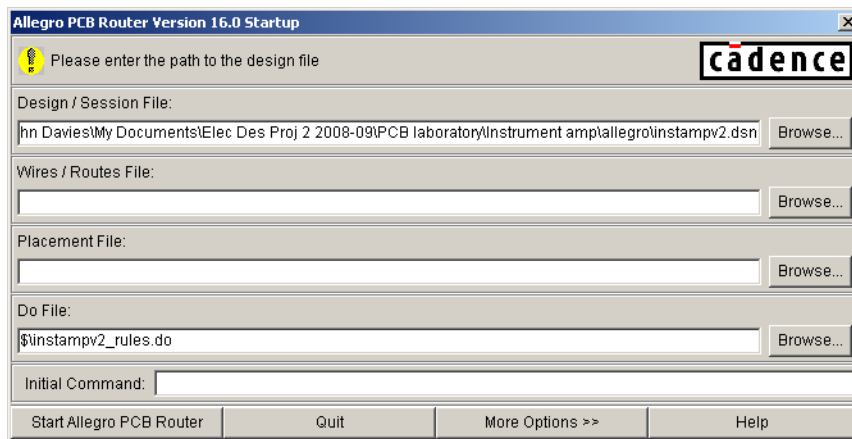 Allegro PCB Router Version 16.0 Startup
Please enter the path to the design file
cādence
Design / Session File:
hn Davies\My Documents\Elec Des Proj 2 2008-09\PCB laboratory\Instrument amp\allegro\instampv2.dsn Browse...
Wires / Routes File:
Browse...
Placement File:
Browse...
Do File:
$\instampv2_rules.do Browse...
Initial Command:
Start Allegro PCB Router Quit More Options >> Help